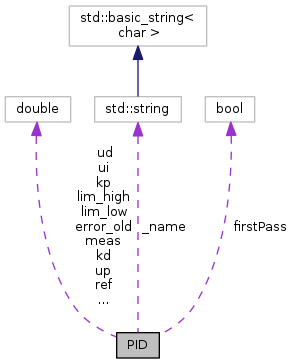 std::basic_string<
char >
double
std::string
bool
ud
ui
kp
lim_high
lim_low
error_old
meas
kd
up
ref
...
_name
firstPass
PID